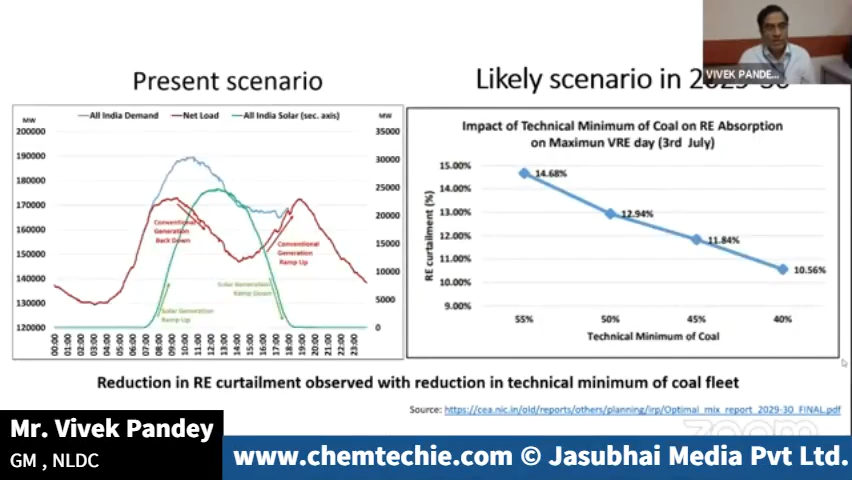 VIVEK PANDE...
Present scenario
Likely scenario in 2029-30
MW
All India Demand
Net Load
All India Solar (sec. axis)
MW
200000
190000
180000
170000
160000
150000
140000
130000
120000
35000
30000
25000
20000
15000
10000
5000
0
Conventional
Generation
Back Down
Conventional
Generation
Ramp Up
Solar Generation
Ramp Down
Solar Generation
Ramp Up
00:00
01:00
02:00
03:00
04:00
05:00
06:00
07:00
08:00
09:00
10:00
11:00
12:00
13:00
14:00
15:00
16:00
17:00
18:00
19:00
20:00
21:00
22:00
23:00
Impact of Technical Minimum of Coal on RE Absorption
on Maximun VRE day (3rd July)
RE curtailment (%)
15.00%
14.00%
13.00%
12.00%
11.00%
10.00%
9.00%
14.68%
12.94%
11.84%
10.56%
55%
50%
45%
40%
Technical Minimum of Coal
Reduction in RE curtailment observed with reduction in technical minimum of coal fleet
Source: https://cea.nic.in/old/reports/others/planning/irp/Optimal_mix_report_2029-30_FINAL.pdf
zoom
Mr. Vivek Pandey
GM , NLDC
www.chemtechie.com © Jasubhai Media Pvt Ltd.